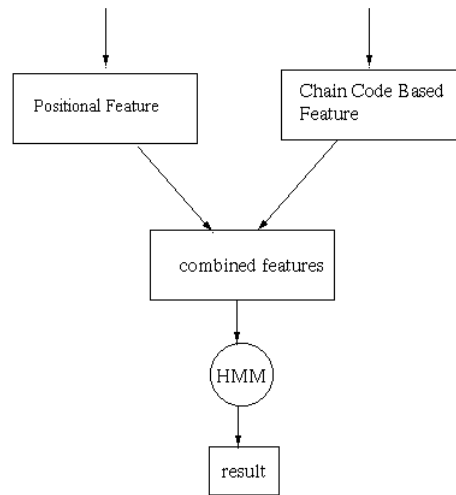 Positional Feature
Chain Code Based
Feature
combined features
HMM
result